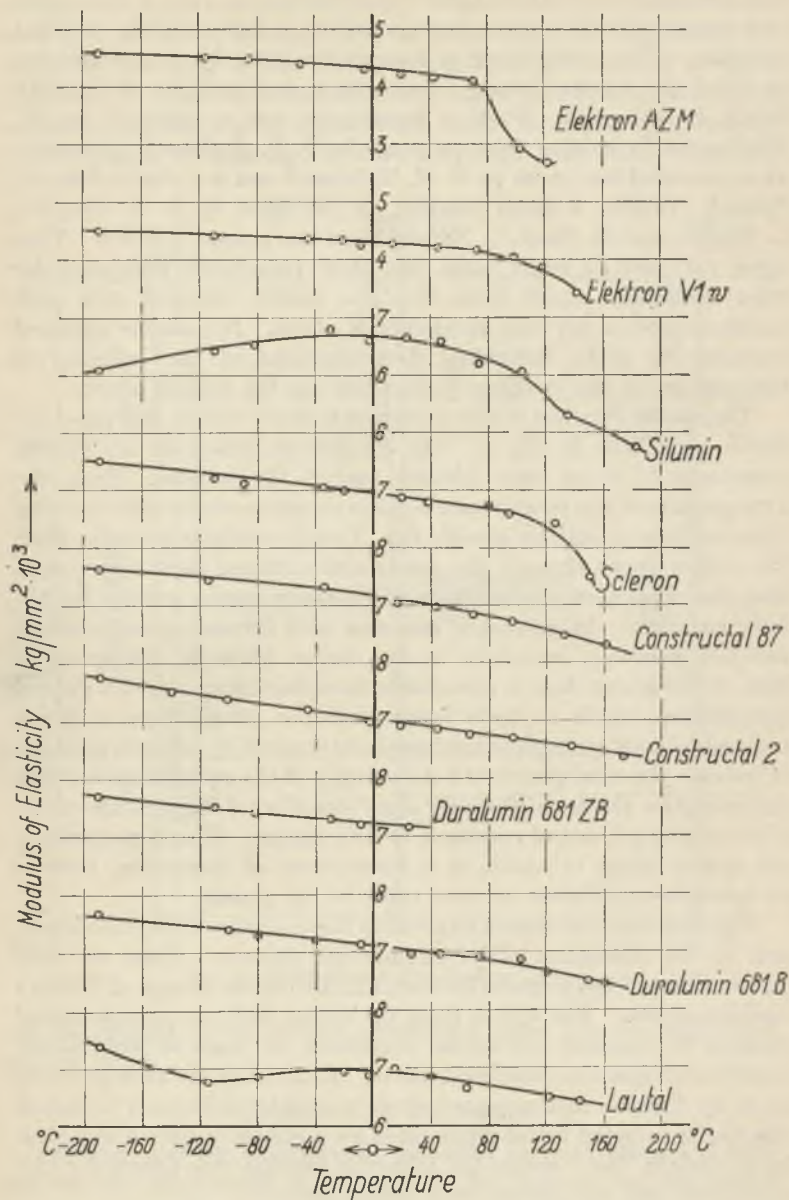 5
4
Elektron AZM
3
5
4
Elektron V1w
7
6
Silumin
6
7
Scleron
8
7
Constructal 87
8
7
Constructal 2
8
Duralumin 681 ZB
7
8
7
Duralumin 681 B
8
7
Lautal
6
Modulus of Elasticity kg/mm² · 10³
°C -200 -160 -120 -80 -40 0 40 80 120 160 200 °C
Temperature